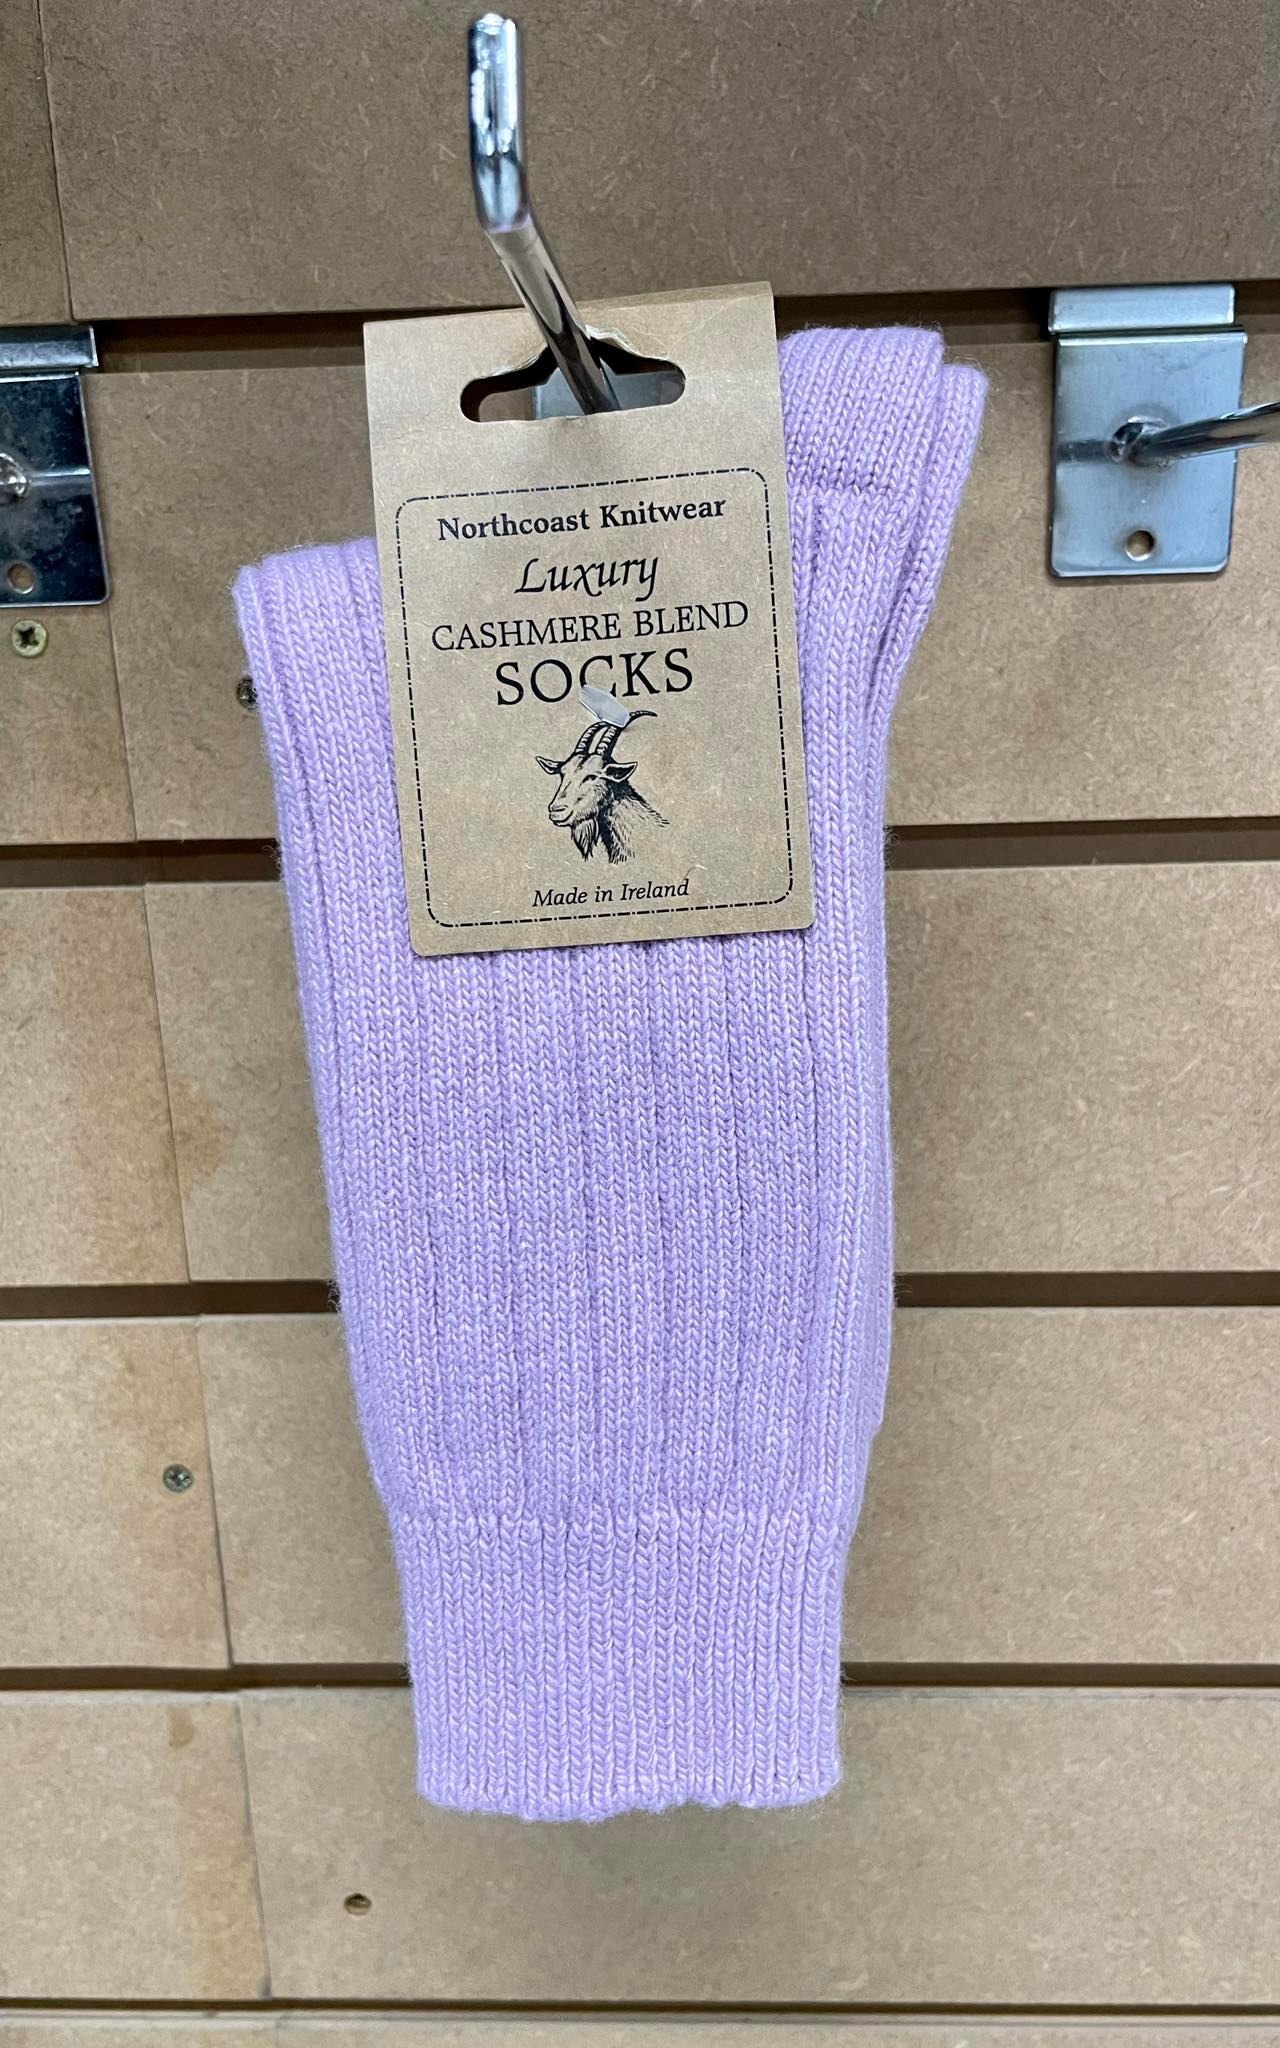 Northcoast Knitwear
Luxury
CASHMERE BLEND
SOCKS
Made in Ireland